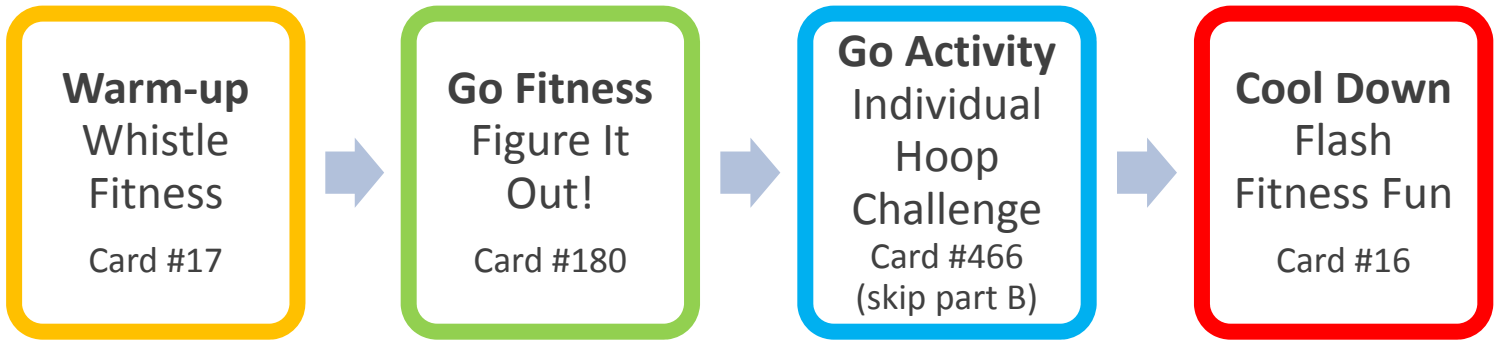 Warm-up
Whistle
Fitness
Card #17
Go Fitness
Figure It
Out!
Card #180
Go Activity
Individual
Hoop
Challenge
Card #466
(skip part B)
Cool Down
Flash
Fitness Fun
Card #16